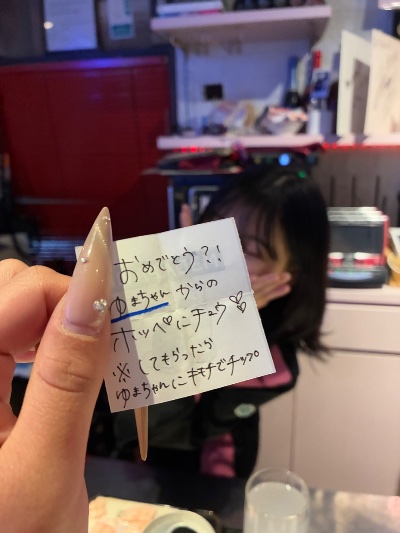 おめでとう?!
ゆまちゃんからの
ホッペ♡にチュウ♡♡
※してもらったら
ゆまちゃんにキモチでチップ。